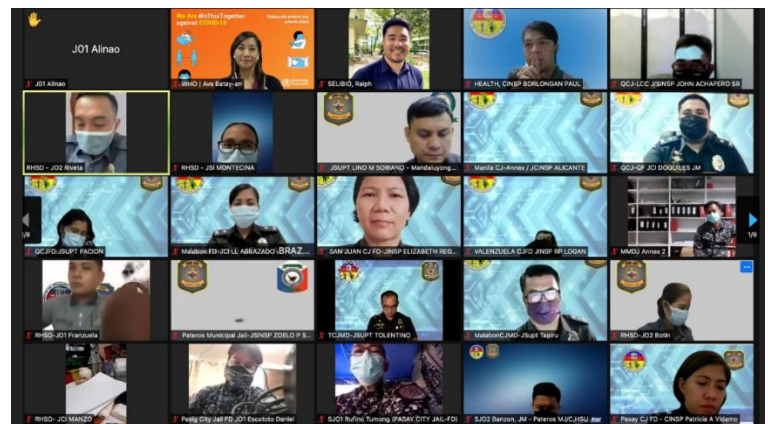 J01 Alinao
J01 Alinao
We Are #InThisTogether
against COVID-19
WHO | Ava Batay-an
SELIBIO, Ralph
HEALTH, CINSP BORLONGAN PAUL
QCJ-LCC J/SINSP JOHN ACHAPERO SR
RHSD - JO2 Riveta
RHSD - JSI MONTECINA
JSUPT LINO M SORIANO - Mandaluyong...
Manila CJ-Annex / JCINSP ALICANTE
QCJ-QF JCI DOQUILES JM
QCJFD:JSUPT PACION
Malabon FD-JCI LL ABRAZADO \BRAZ...
SAN JUAN CJ FD-JINSP ELIZABETH REG...
VALENZUELA CJFD JINSP RP LOGAN
MMDJ Annex 2
1/8
1/8
RHSD-JO1 Franzuela
Pateros Municipal Jail-JSINSP ZOELO P S...
TCJMD-JSUPT TOLENTINO
MalabonCJMD-JSupt Tapiru
RHSD-JO2 Botin
RHSD- JCI MANZO
Pasig City Jail FD JO1 Escototo Daniel
SJO1 Rufino Tumong (PASAY CITY JAIL-FD)
SJO2 Banzon, JM - Pateros MJ/C,HSU
Pasay CJ FD - CINSP Patricia A Vidamo